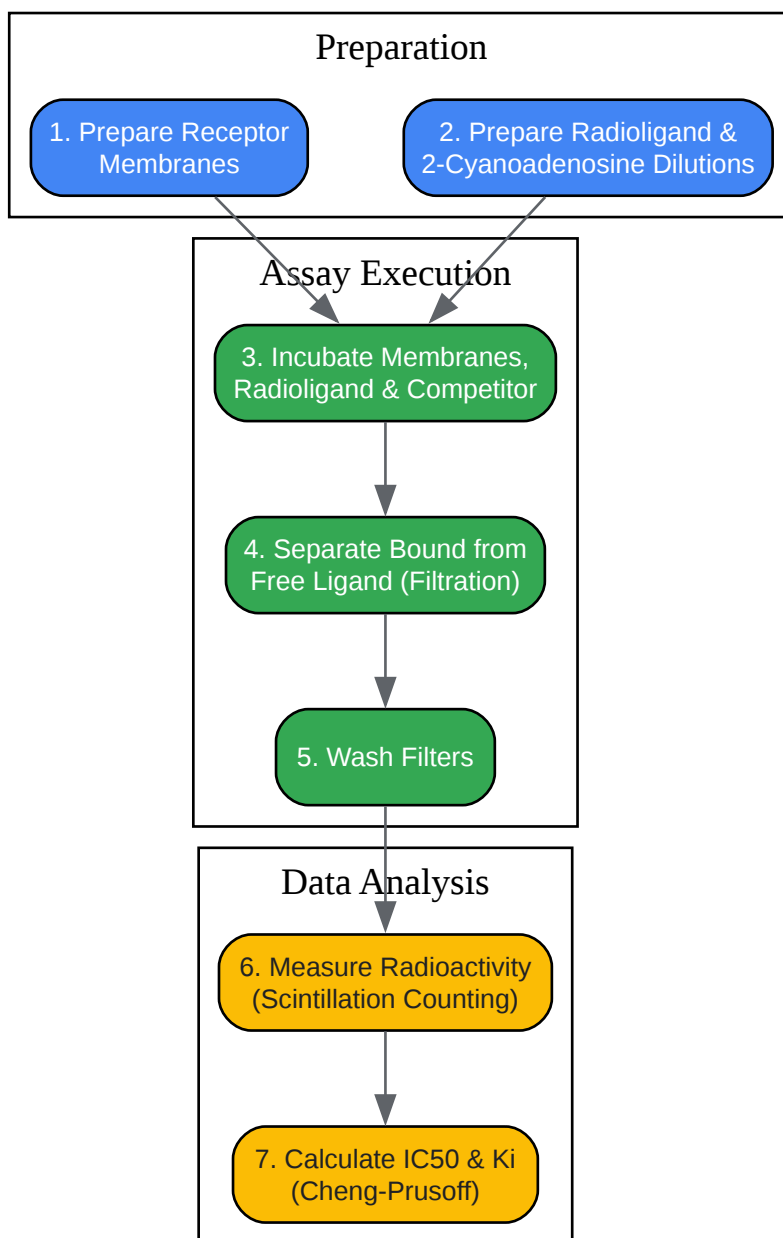 Preparation
1. Prepare Receptor
Membranes
2. Prepare Radioligand &
2-Cyanoadenosine Dilutions
Assay Execution
3. Incubate Membranes,
Radioligand & Competitor
4. Separate Bound from
Free Ligand (Filtration)
5. Wash Filters
Data Analysis
6. Measure Radioactivity
(Scintillation Counting)
7. Calculate IC50 & Ki
(Cheng-Prusoff)